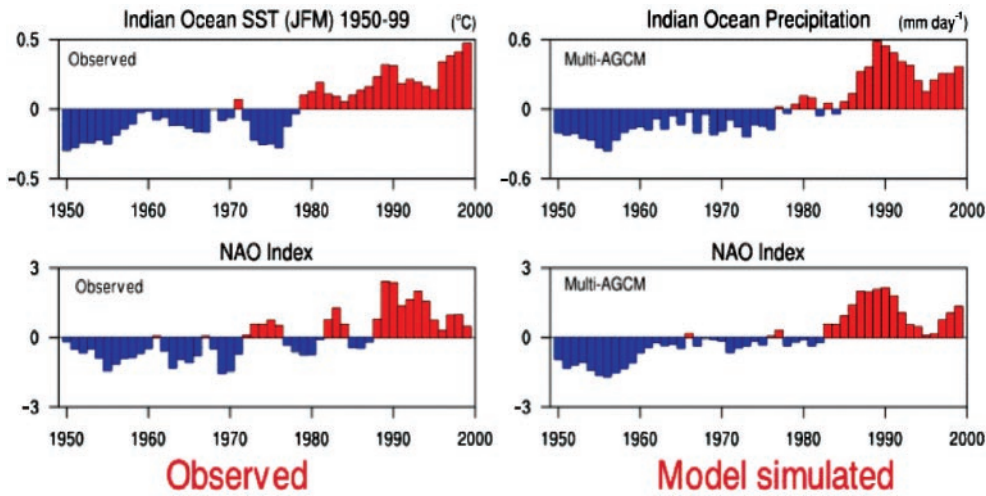 Indian Ocean SST (JFM) 1950-99 (°C)
0.5
Observed
0
−0.5
1950 1960 1970 1980 1990 2000
Indian Ocean Precipitation (mm day⁻¹)
0.6
Multi-AGCM
0
−0.6
1950 1960 1970 1980 1990 2000
NAO Index
3
Observed
0
−3
1950 1960 1970 1980 1990 2000
Observed
NAO Index
3
Multi-AGCM
0
−3
1950 1960 1970 1980 1990 2000
Model simulated